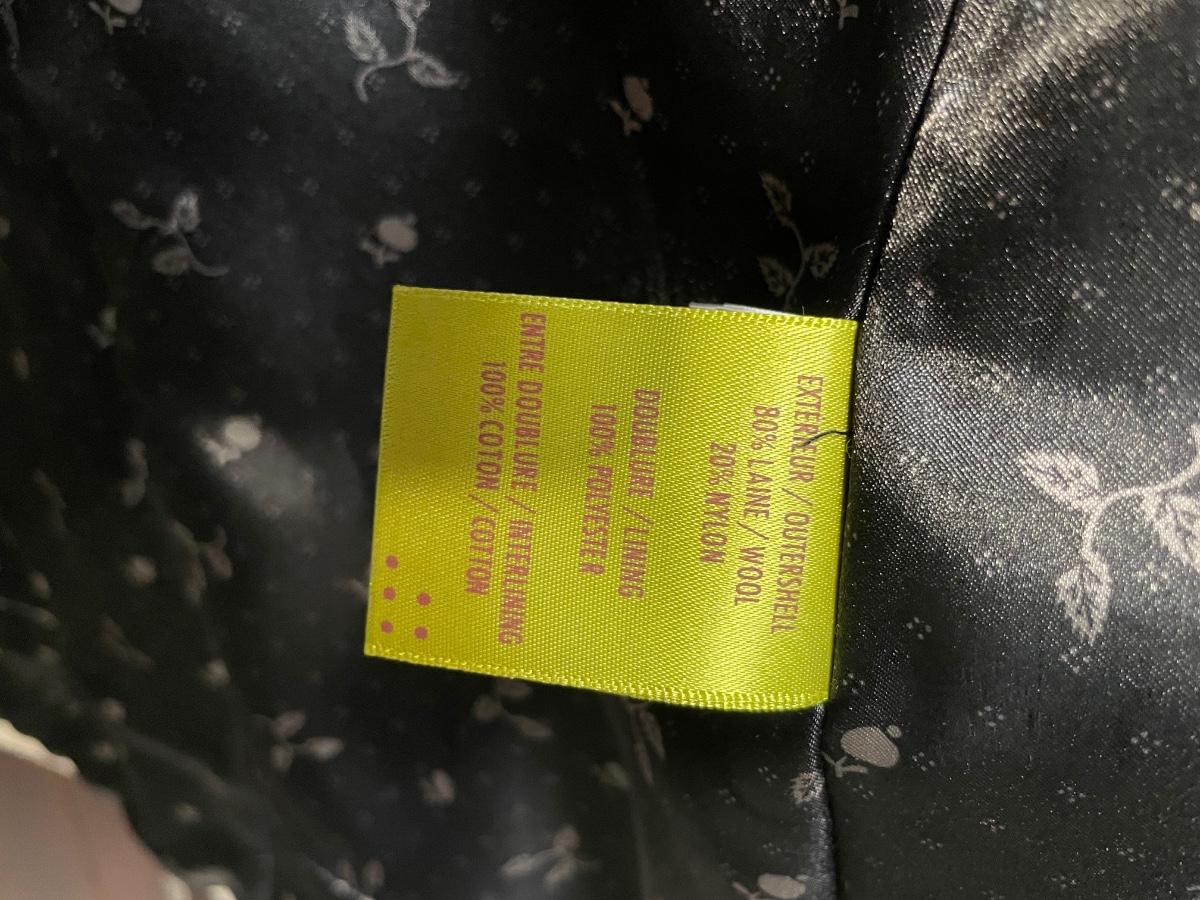 EXTERIEUR / OUTERSHELL
80% LAINE / WOOL
20% NYLON
DOUBLURE / LINING
100% POLYESTER
ENTRE DOUBLURE / INTERLINING
100% COTON / COTTON